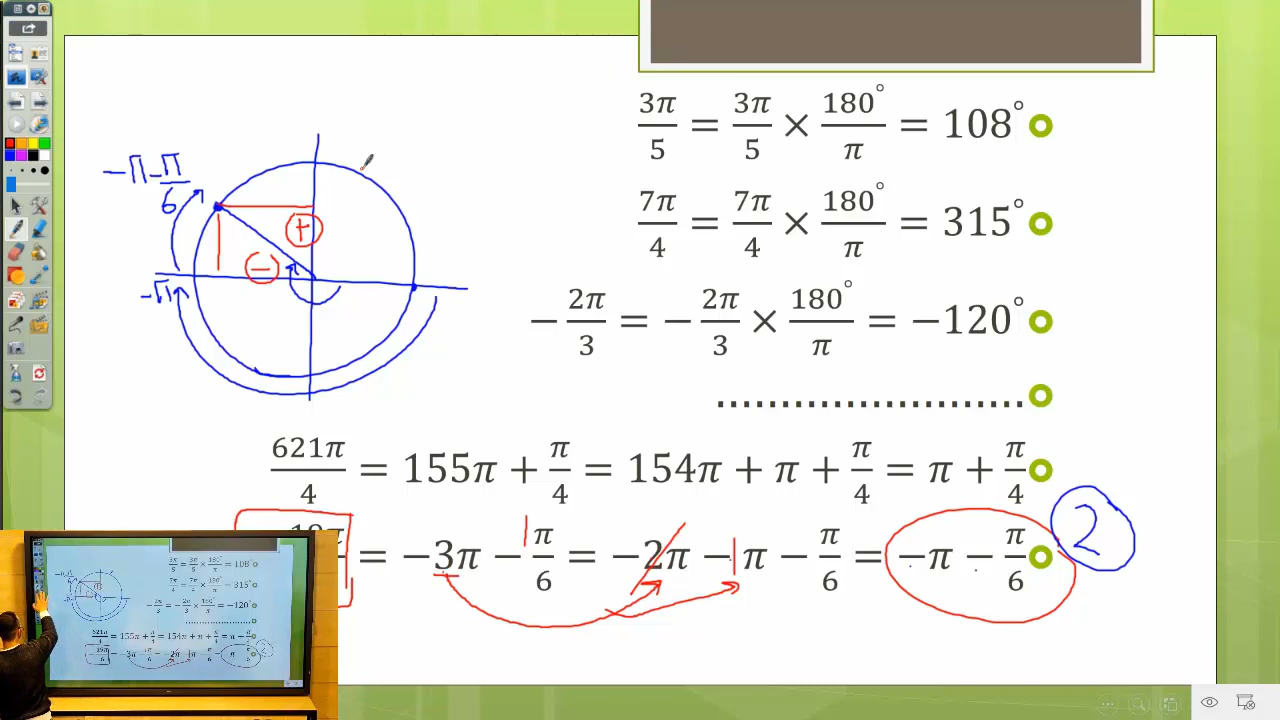 3π/5 = 3π/5 × 180°/π = 108°
7π/4 = 7π/4 × 180°/π = 315°
−2π/3 = −2π/3 × 180°/π = −120°
........................
621π/4 = 155π + π/4 = 154π + π + π/4 = π + π/4
= −3π − π/6 = −2π − π − π/6 = −π − π/6
2
−π−π/6
+
−
−π